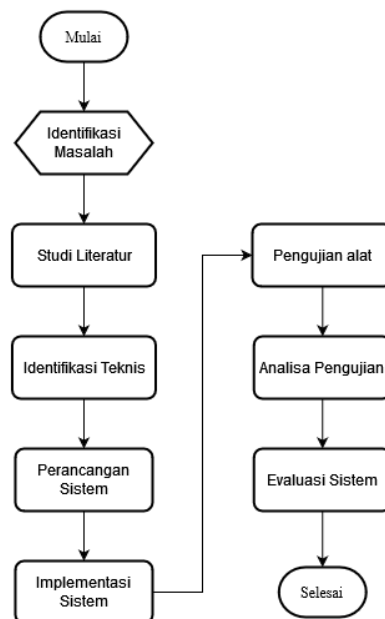 Mulai
Identifikasi
Masalah
Studi Literatur
Identifikasi Teknis
Perancangan
Sistem
Implementasi
Sistem
Pengujian alat
Analisa Pengujian
Evaluasi Sistem
Selesai